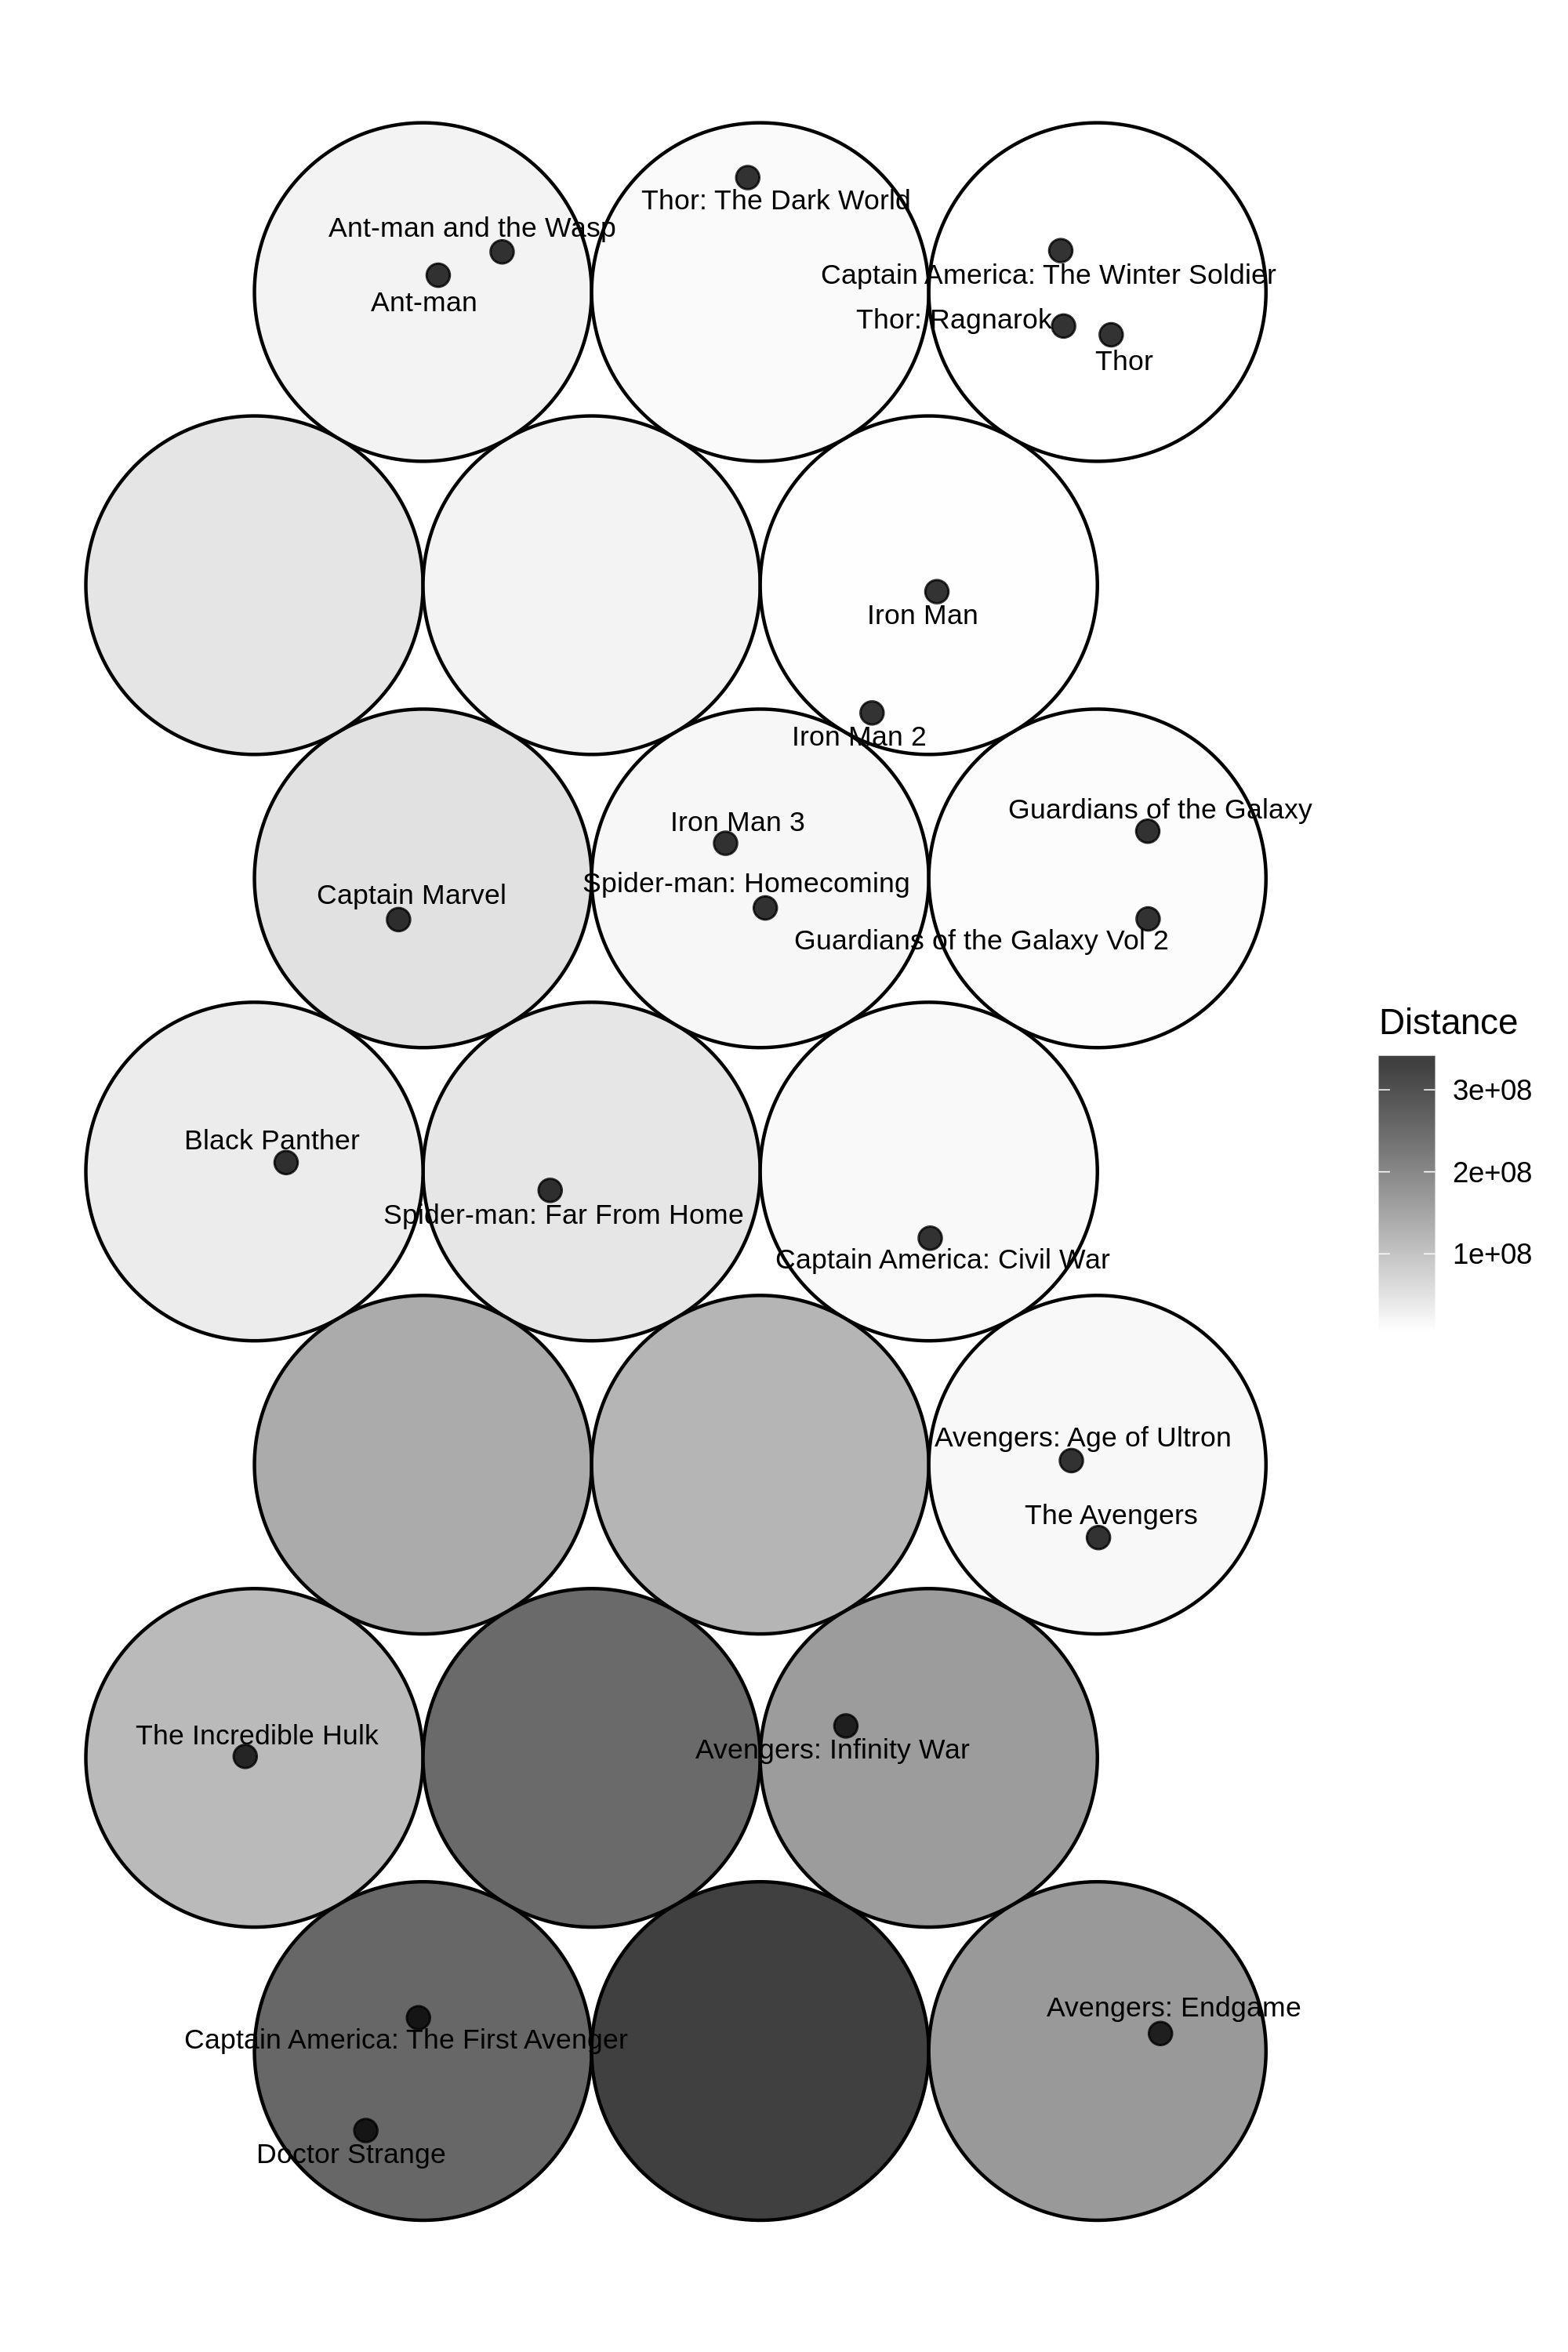 Thor: The Dark World
Ant-man and the Wasp
Captain America: The Winter Soldier
Ant-man
Thor: Ragnarok
Thor
Iron Man
Iron Man 2
Guardians of the Galaxy
Iron Man 3
Spider-man: Homecoming
Captain Marvel
Guardians of the Galaxy Vol 2
Distance
3e+08
2e+08
1e+08
Black Panther
Spider-man: Far From Home
Captain America: Civil War
Avengers: Age of Ultron
The Avengers
The Incredible Hulk
Avengers: Infinity War
Avengers: Endgame
Captain America: The First Avenger
Doctor Strange